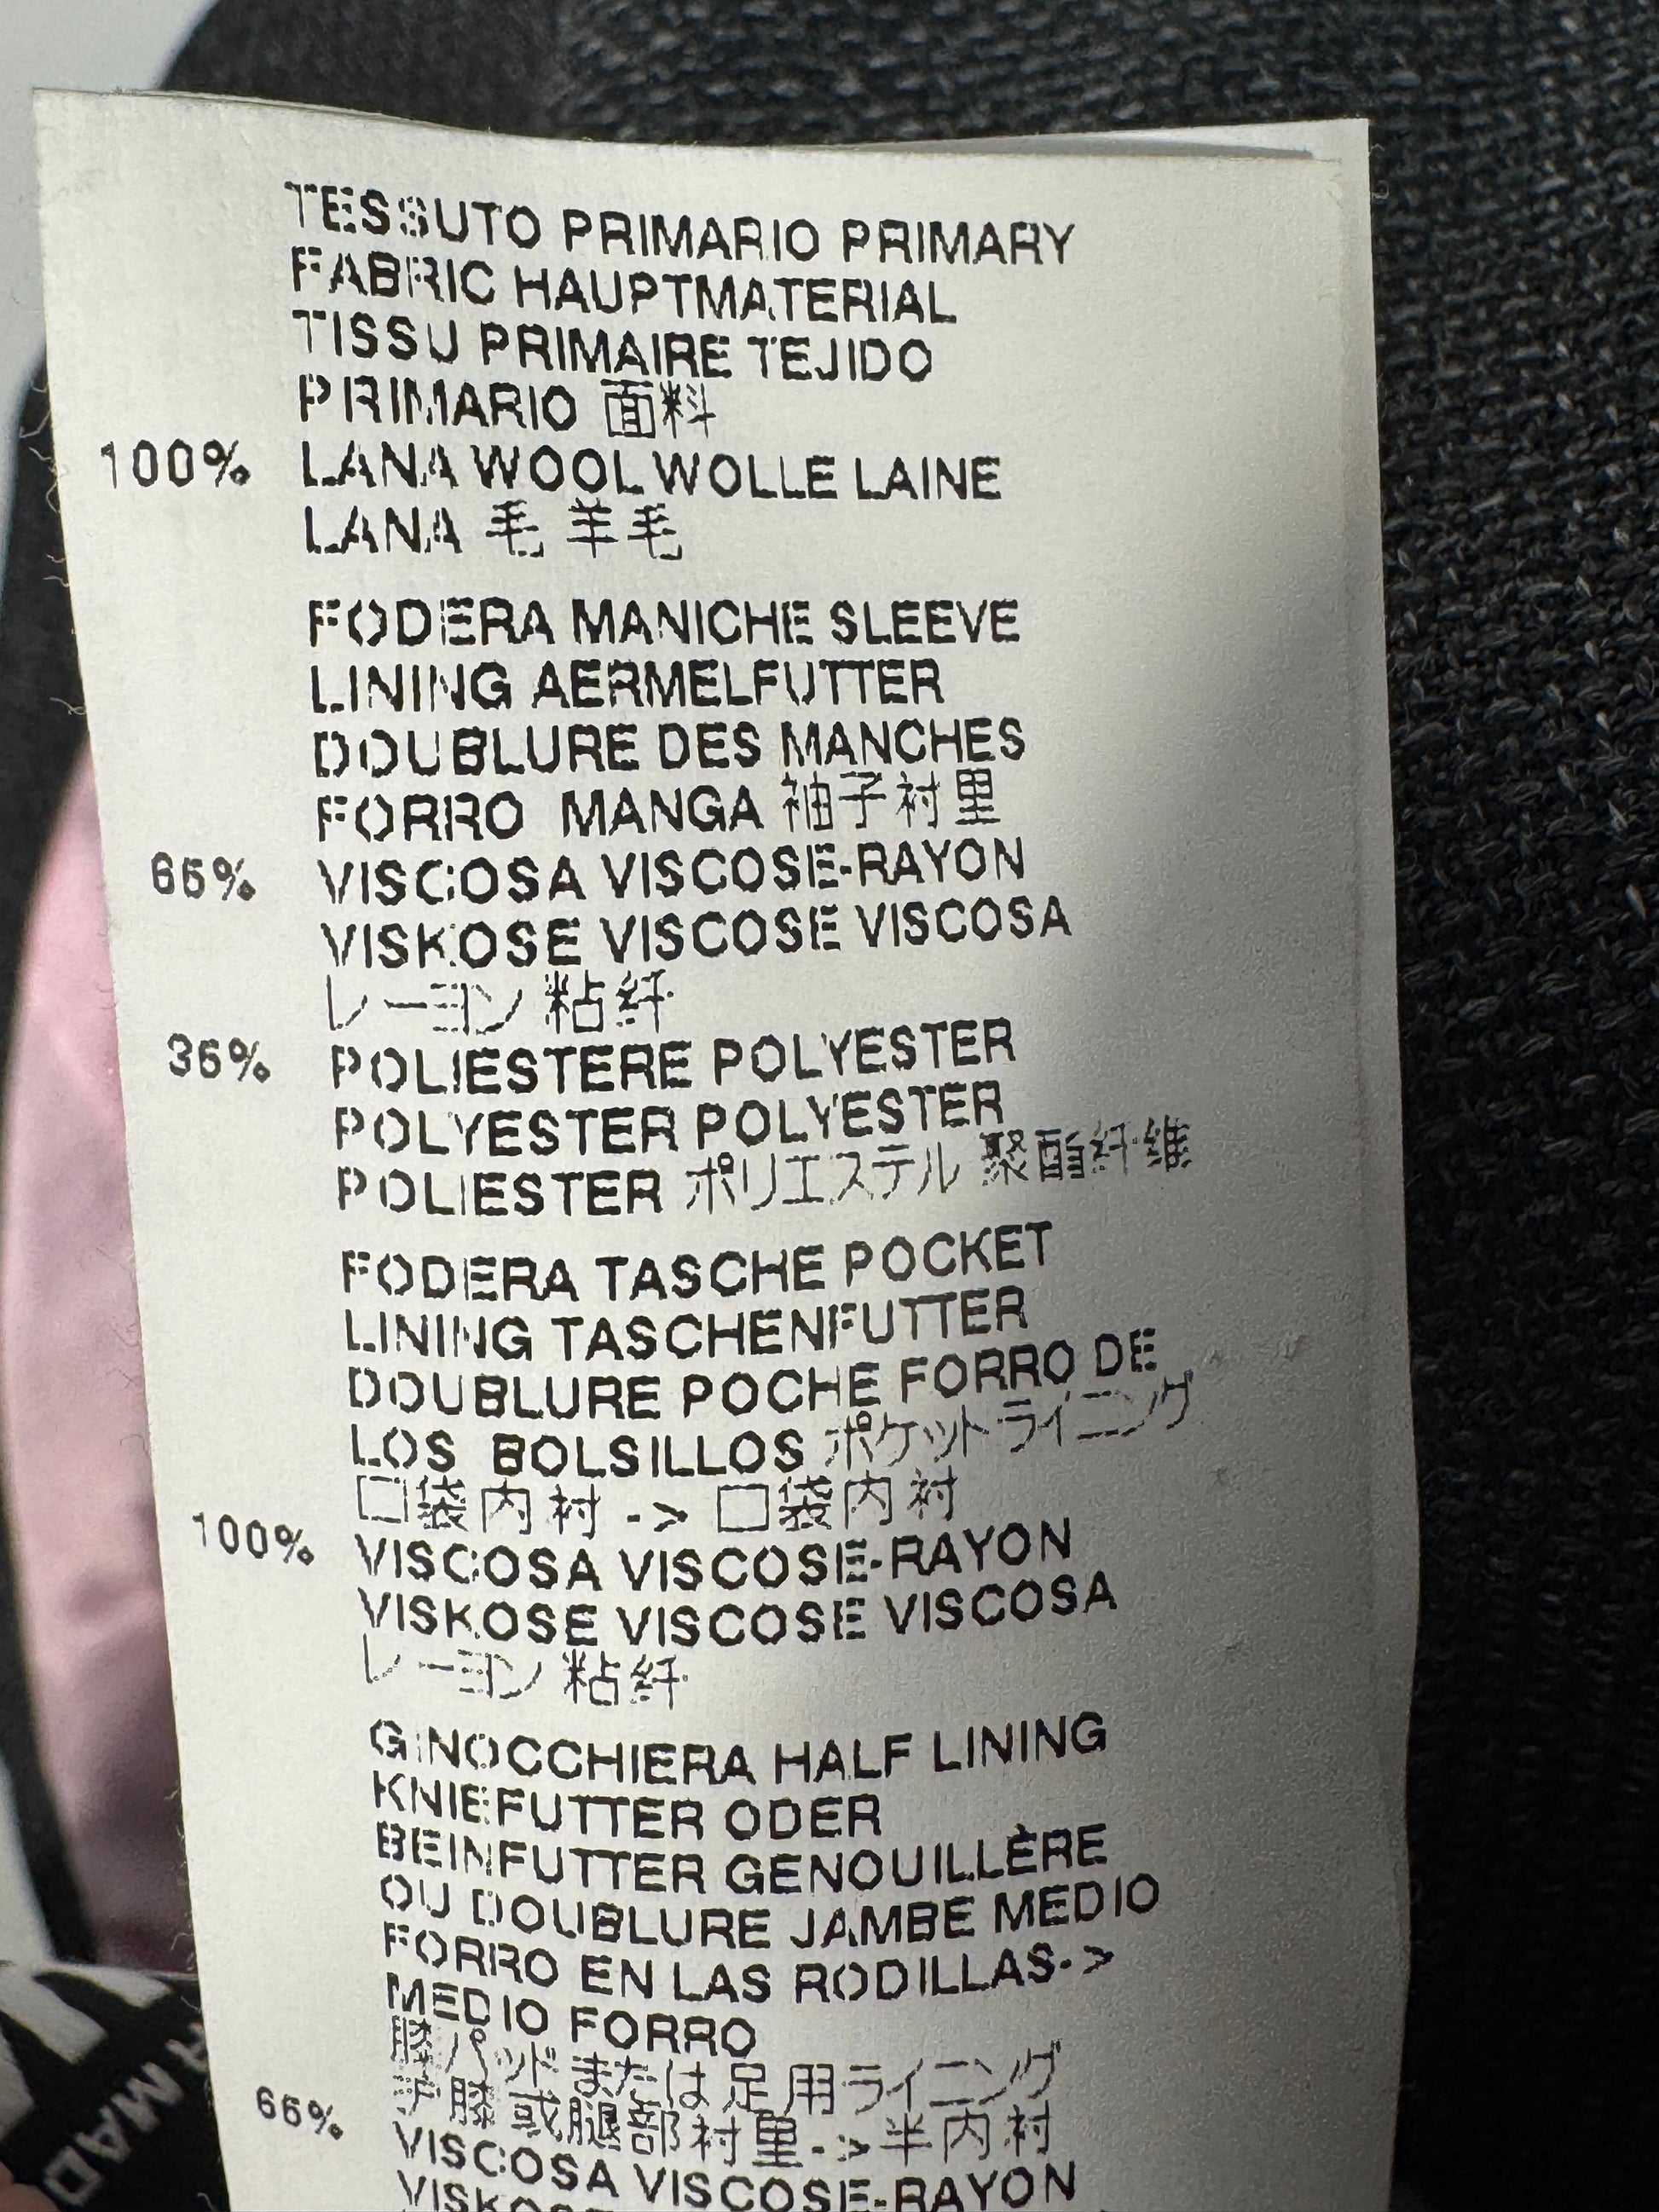 TESSUTO PRIMARIO PRIMARY
FABRIC HAUPTMATERIAL
TISSU PRIMAIRE TEJIDO
PRIMARIO 面料
100% LANA WOOL WOLLE LAINE
LANA 毛 羊毛
FODERA MANICHE SLEEVE
LINING AERMELFUTTER
DOUBLURE DES MANCHES
FORRO MANGA 袖子衬里
65% VISCOSA VISCOSE-RAYON
VISKOSE VISCOSE VISCOSA
レーヨン 粘纤
35% POLIESTERE POLYESTER
POLYESTER POLYESTER
POLIESTER ポリエステル 聚酯纤维
FODERA TASCHE POCKET
LINING TASCHENFUTTER
DOUBLURE POCHE FORRO DE
LOS BOLSILLOS ポケットライニング
口袋内衬 -> 口袋内衬
100% VISCOSA VISCOSE-RAYON
VISKOSE VISCOSE VISCOSA
レーヨン 粘纤
GINOCCHIERA HALF LINING
KNIEFUTTER ODER
BEINFUTTER GENOUILLÈRE
OU DOUBLURE JAMBE MEDIO
FORRO EN LAS RODILLAS->
MEDIO FORRO
膝パッドまたは足用ライニング
护膝或腿部衬里->半内衬
65% VISCOSA VISCOSE-RAYON